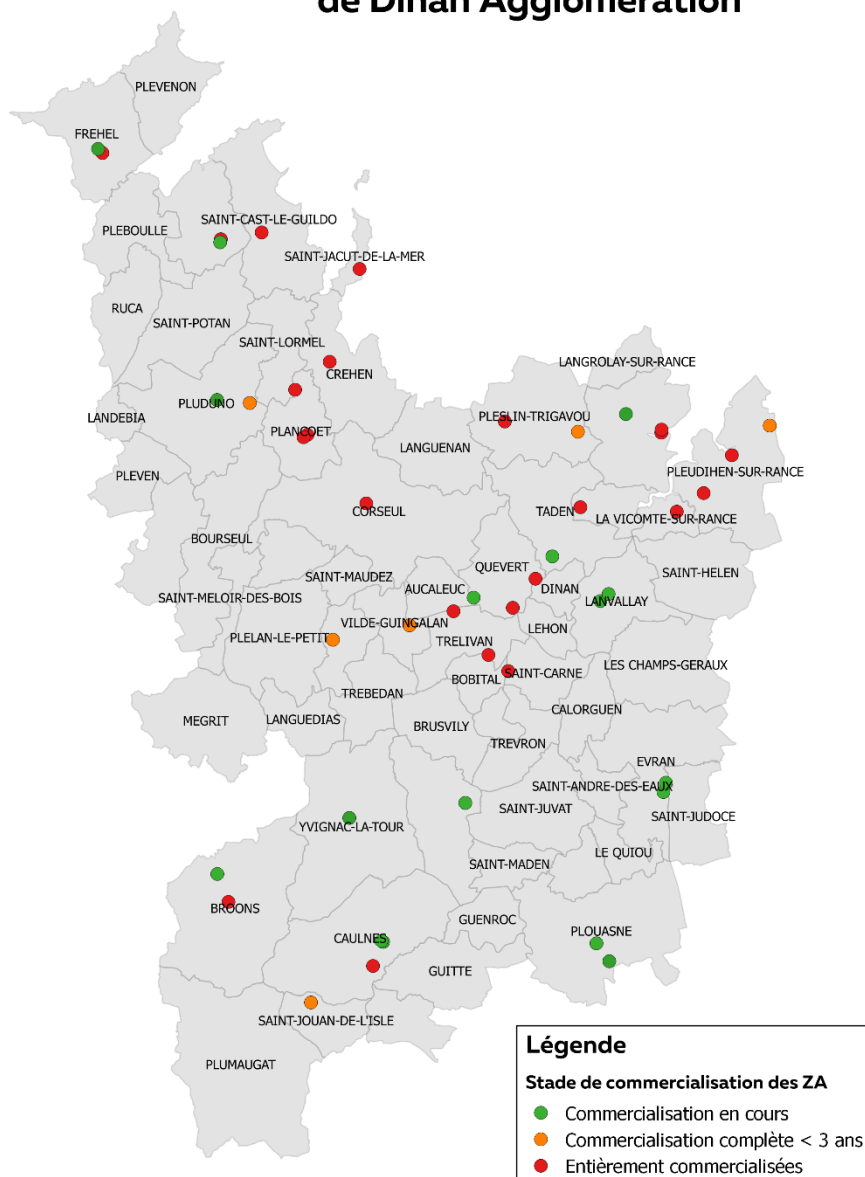 de Dinan Agglomération
PLEVENON
FREHEL
SAINT-CAST-LE-GUILDO
PLEBOULLE
SAINT-JACUT-DE-LA-MER
RUCA
SAINT-POTAN
SAINT-LORMEL
LANGROLAY-SUR-RANCE
CREHEN
PLUDUNO
LANDEBIA
PLESLIN-TRIGAVOU
PLANCOET
LANGUENAN
PLEUDIHEN-SUR-RANCE
PLEVEN
CORSEUL
TADEN
LA VICOMTE-SUR-RANCE
BOURSEUL
QUEVERT
SAINT-HELEN
SAINT-MAUDEZ
AUCALEUC
DINAN
SAINT-MELOIR-DES-BOIS
LANVALLAY
VILDE-GUINGALAN
LEHON
PLELAN-LE-PETIT
TRELIVAN
LES CHAMPS-GERAUX
BOBITAL
SAINT-CARNE
TREBEDAN
CALORGUEN
MEGRIT
LANGUEDIAS
BRUSVILY
TREVRON
EVRAN
SAINT-ANDRE-DES-EAUX
SAINT-JUVAT
SAINT-JUDOCE
YVIGNAC-LA-TOUR
LE QUIOU
SAINT-MADEN
BROONS
GUENROC
PLOUASNE
CAULNES
GUITTE
SAINT-JOUAN-DE-L'ISLE
PLUMAUGAT
Légende
Stade de commercialisation des ZA
Commercialisation en cours
Commercialisation complète < 3 ans
Entièrement commercialisées